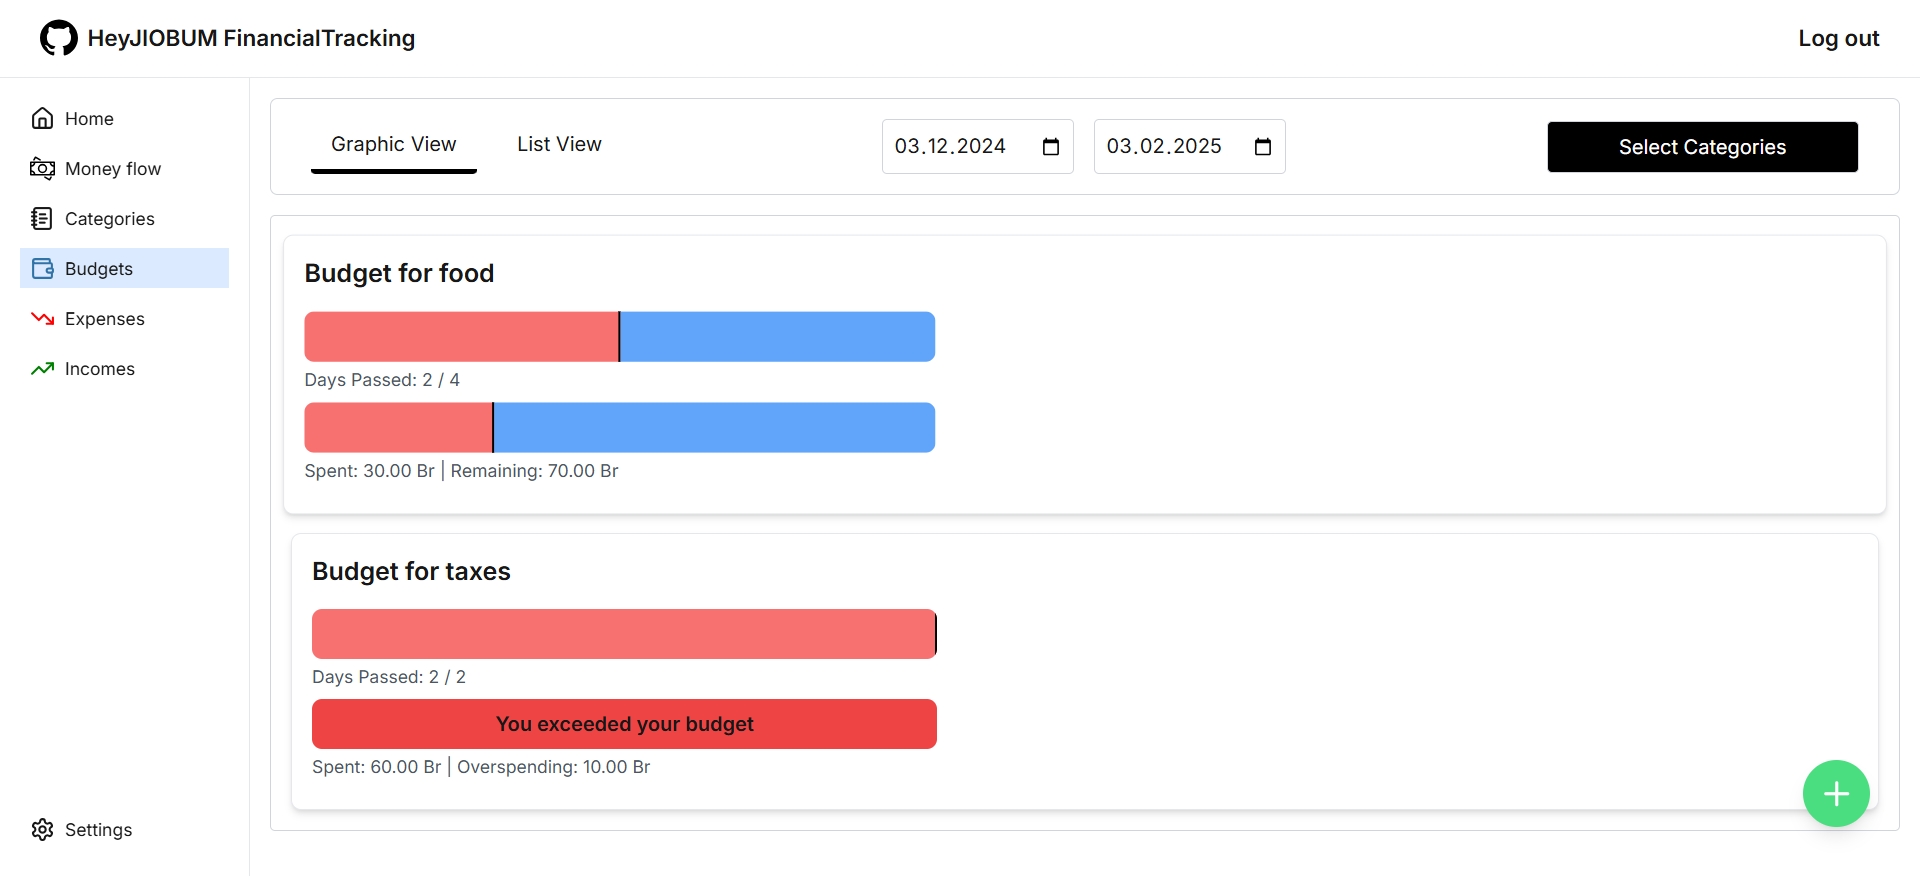 HeyJIOBUM FinancialTracking
Log out
Home
Money flow
Categories
Budgets
Expenses
Incomes
Settings
Graphic View
List View
03.12.2024
03.02.2025
Select Categories
Budget for food
Days Passed: 2 / 4
Spent: 30.00 Br | Remaining: 70.00 Br
Budget for taxes
Days Passed: 2 / 2
You exceeded your budget
Spent: 60.00 Br | Overspending: 10.00 Br